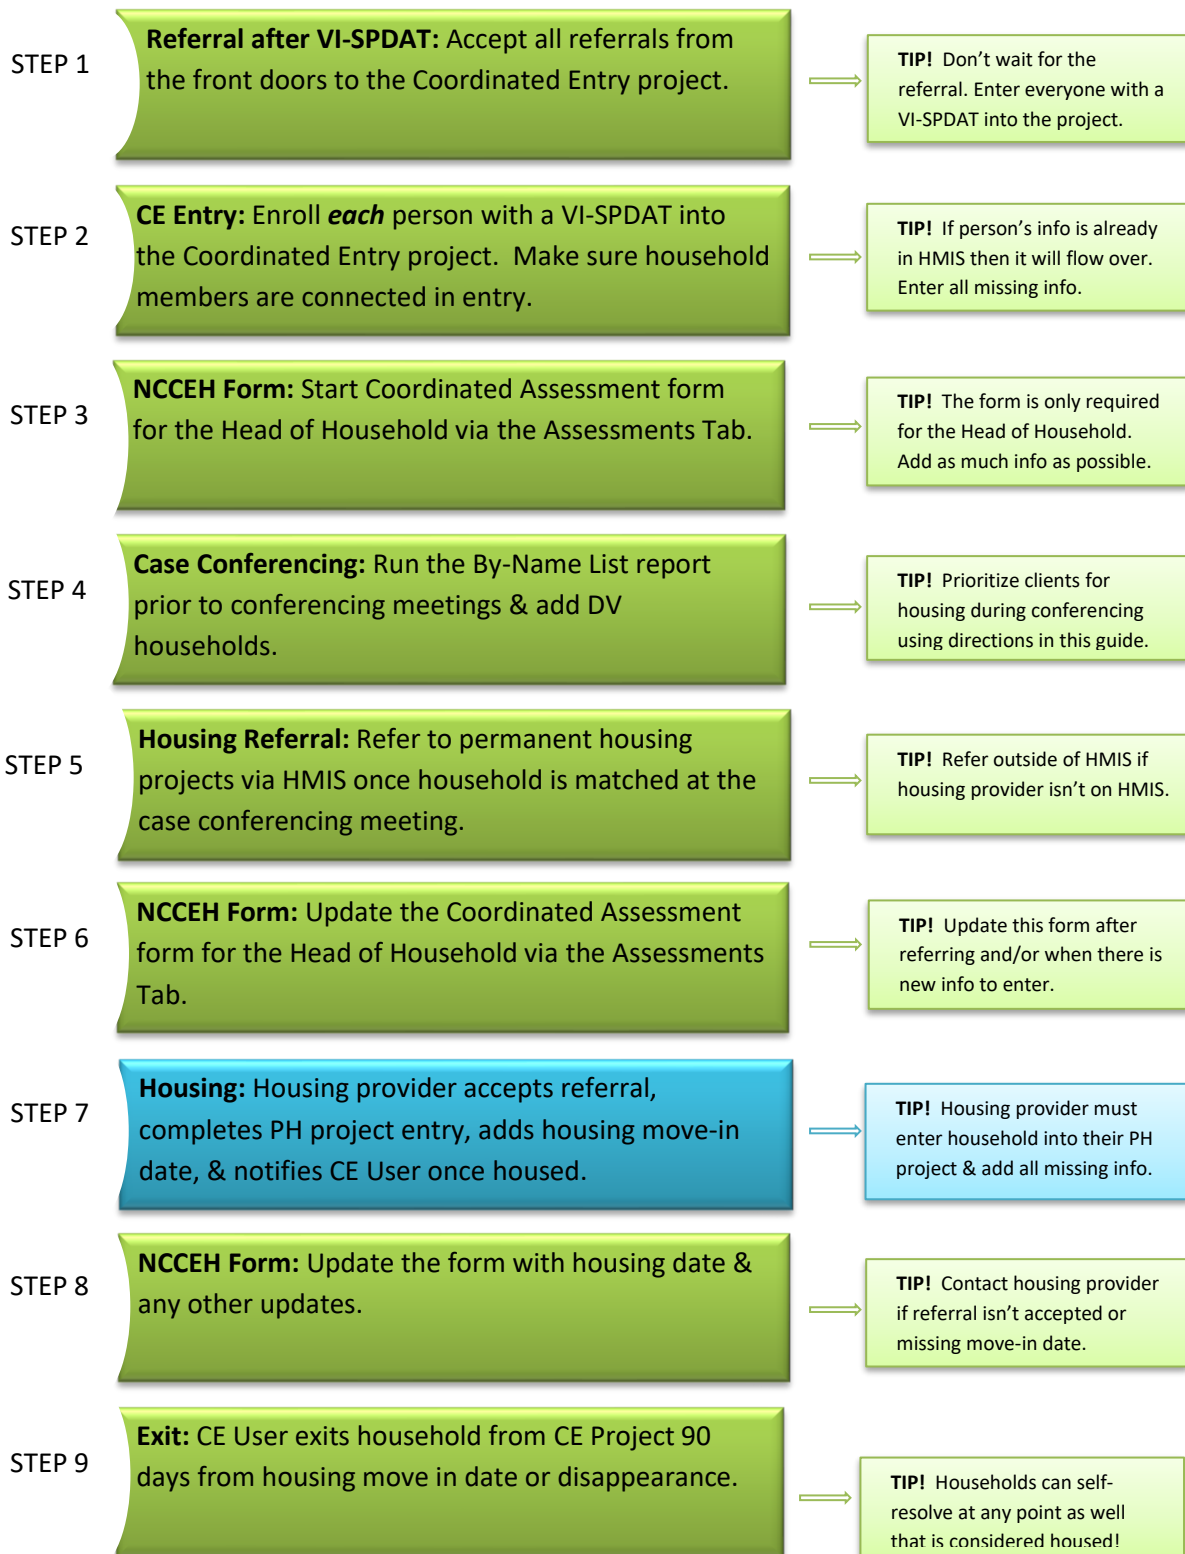 STEP 1
Referral after VI-SPDAT: Accept all referrals from
the front doors to the Coordinated Entry project.
TIP! Don’t wait for the
referral. Enter everyone with a
VI-SPDAT into the project.
STEP 2
CE Entry: Enroll each person with a VI-SPDAT into
the Coordinated Entry project. Make sure household
members are connected in entry.
TIP! If person’s info is already
in HMIS then it will flow over.
Enter all missing info.
STEP 3
NCCEH Form: Start Coordinated Assessment form
for the Head of Household via the Assessments Tab.
TIP! The form is only required
for the Head of Household.
Add as much info as possible.
STEP 4
Case Conferencing: Run the By-Name List report
prior to conferencing meetings & add DV
households.
TIP! Prioritize clients for
housing during conferencing
using directions in this guide.
STEP 5
Housing Referral: Refer to permanent housing
projects via HMIS once household is matched at the
case conferencing meeting.
TIP! Refer outside of HMIS if
housing provider isn’t on HMIS.
STEP 6
NCCEH Form: Update the Coordinated Assessment
form for the Head of Household via the Assessments
Tab.
TIP! Update this form after
referring and/or when there is
new info to enter.
STEP 7
Housing: Housing provider accepts referral,
completes PH project entry, adds housing move-in
date, & notifies CE User once housed.
TIP! Housing provider must
enter household into their PH
project & add all missing info.
STEP 8
NCCEH Form: Update the form with housing date &
any other updates.
TIP! Contact housing provider
if referral isn’t accepted or
missing move-in date.
STEP 9
Exit: CE User exits household from CE Project 90
days from housing move in date or disappearance.
TIP! Households can self-
resolve at any point as well
that is considered housed!